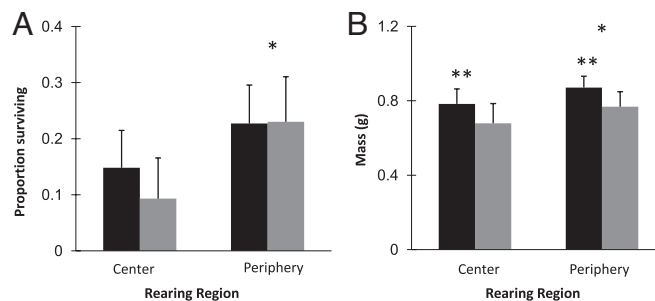 A
0.4
0.3
0.2
0.1
0
Proportion surviving
*
Center
Periphery
Rearing Region
B
1.2
0.8
0.4
0
Mass (g)
**
**
*
Center
Periphery
Rearing Region